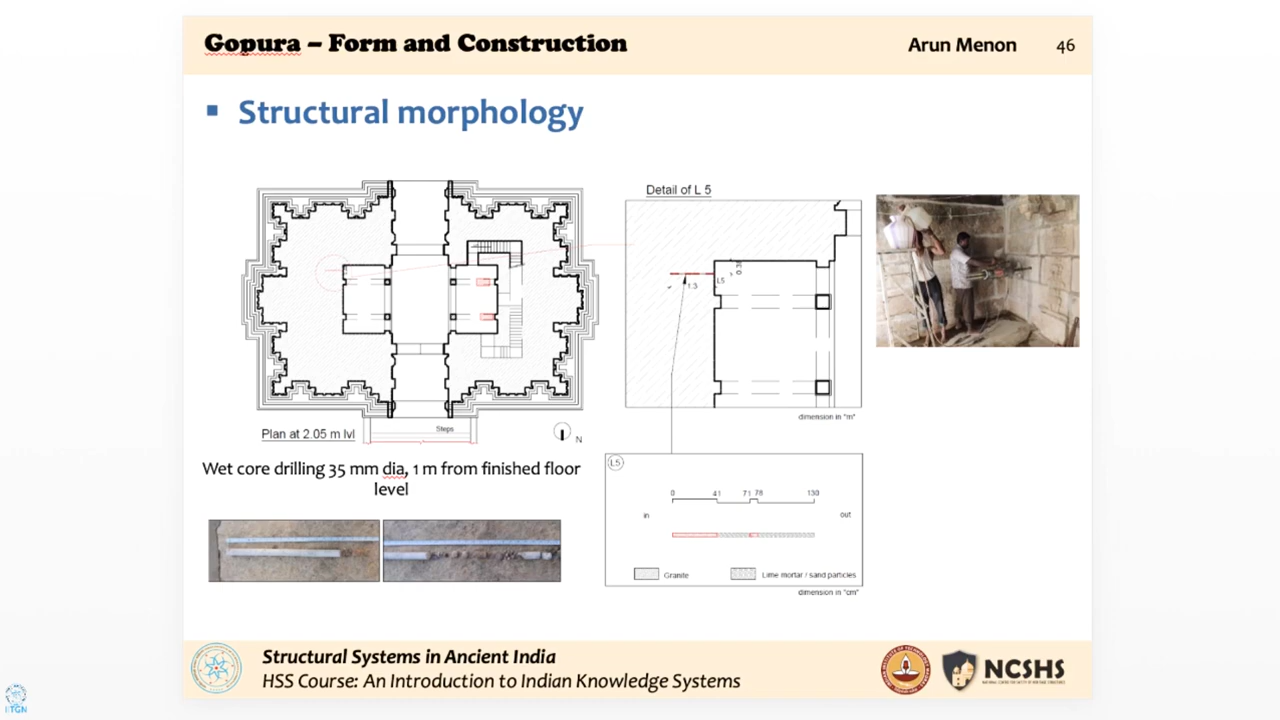 Gopura – Form and Construction
Arun Menon
46
▪ Structural morphology
Detail of L 5
L5
1.3
dimension in "m"
Plan at 2.05 m lvl
Steps
N
Wet core drilling 35 mm dia, 1 m from finished floor
level
L5
0 41 71 78 130
in
out
Granite
Lime mortar / sand particles
dimension in "cm"
Structural Systems in Ancient India
HSS Course: An Introduction to Indian Knowledge Systems
NCSHS
IITGN